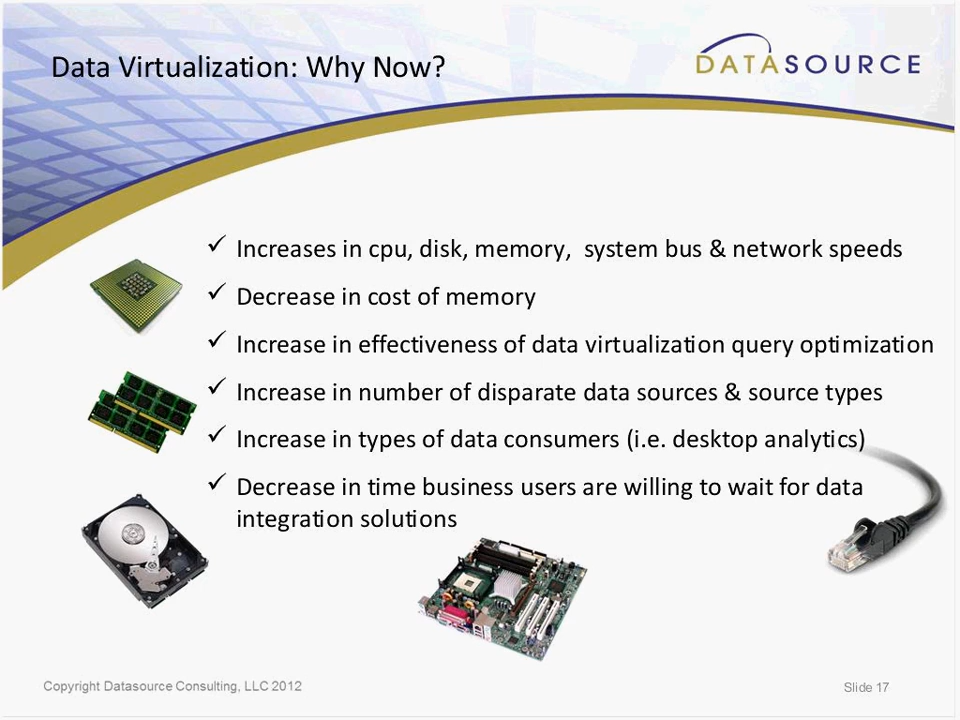 Data Virtualization: Why Now?
DATASOURCE
Increases in cpu, disk, memory,  system bus & network speeds
Decrease in cost of memory
Increase in effectiveness of data virtualization query optimization
Increase in number of disparate data sources & source types
Increase in types of data consumers (i.e. desktop analytics)
Decrease in time business users are willing to wait for data
integration solutions
Copyright Datasource Consulting, LLC 2012
Slide 17